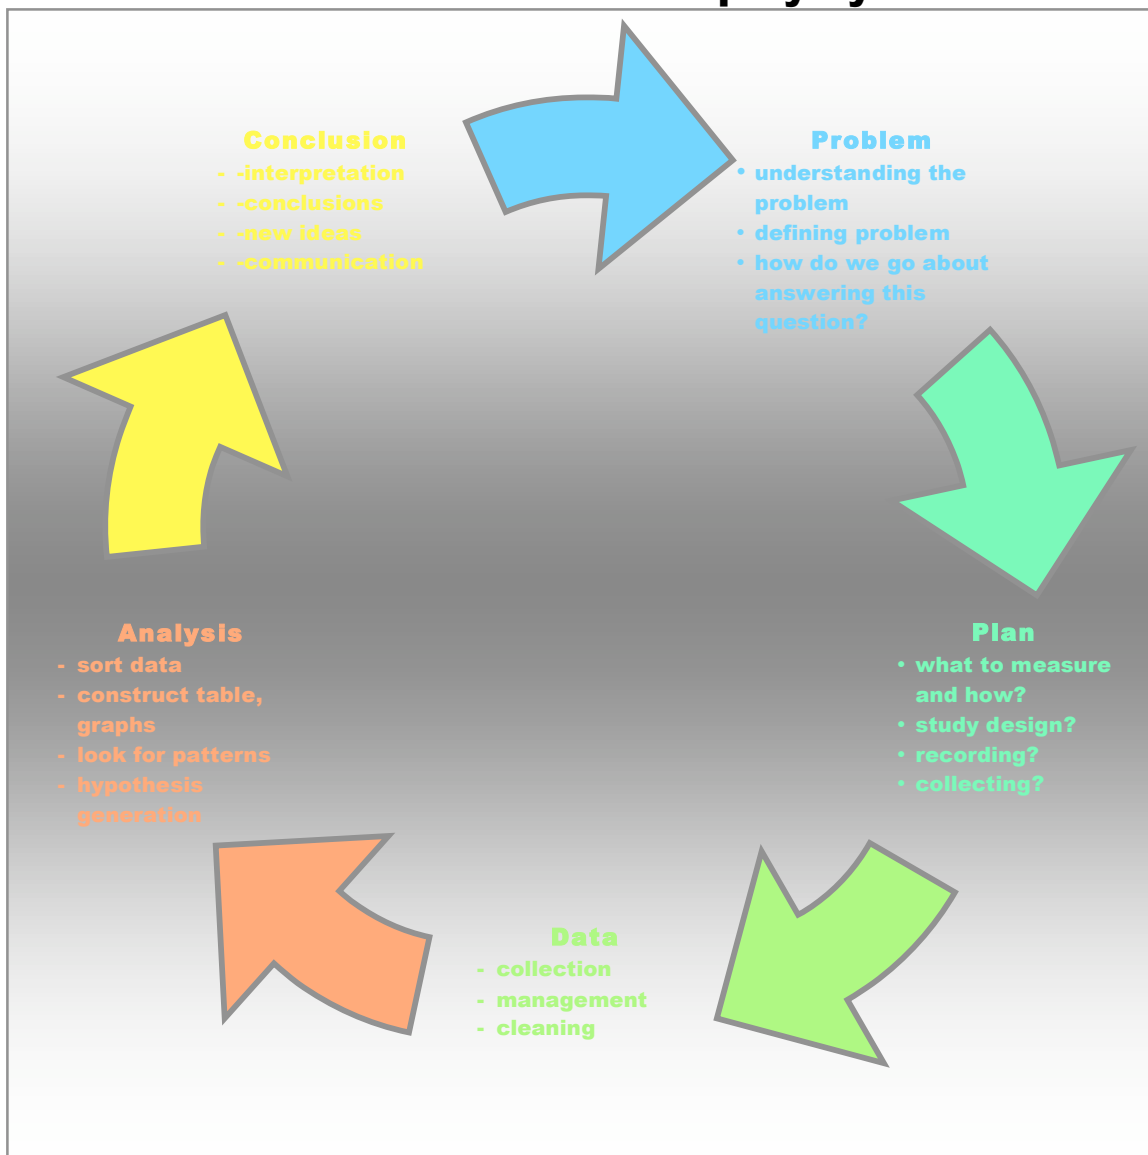 Problem
• understanding the
problem
• defining problem
• how do we go about
answering this
question?
Plan
• what to measure
and how?
• study design?
• recording?
• collecting?
Data
- collection
- management
- cleaning
Analysis
- sort data
- construct table,
graphs
- look for patterns
- hypothesis
generation
Conclusion
- -interpretation
- -conclusions
- -new ideas
- -communication